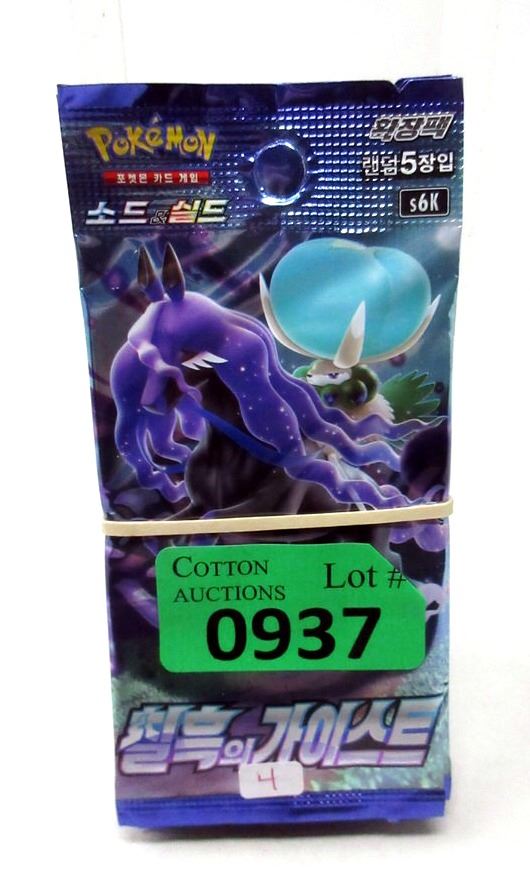 POKéMON
확장팩
포켓몬 카드 게임
랜덤5장입
소드&실드
s6K
COTTON AUCTIONS
Lot #
0937
칠흑의 가이스트
4